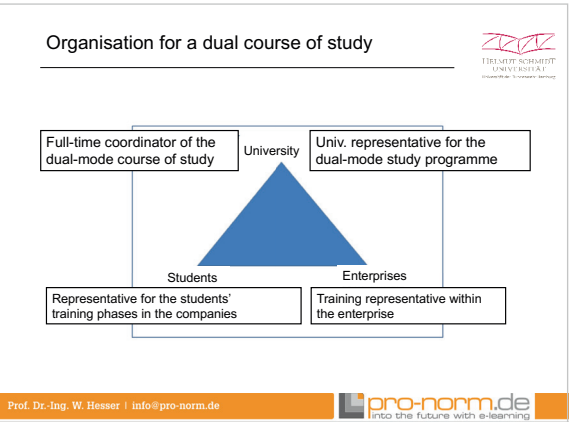 Organisation for a dual course of study
HELMUT SCHMIDT
UNIVERSITÄT
Full-time coordinator of the
dual-mode course of study
University
Univ. representative for the
dual-mode study programme
Students
Enterprises
Representative for the students'
training phases in the companies
Training representative within
the enterprise
Prof. Dr.-Ing. W. Hesser | info@pro-norm.de
pro-norm.de
into the future with e-learning